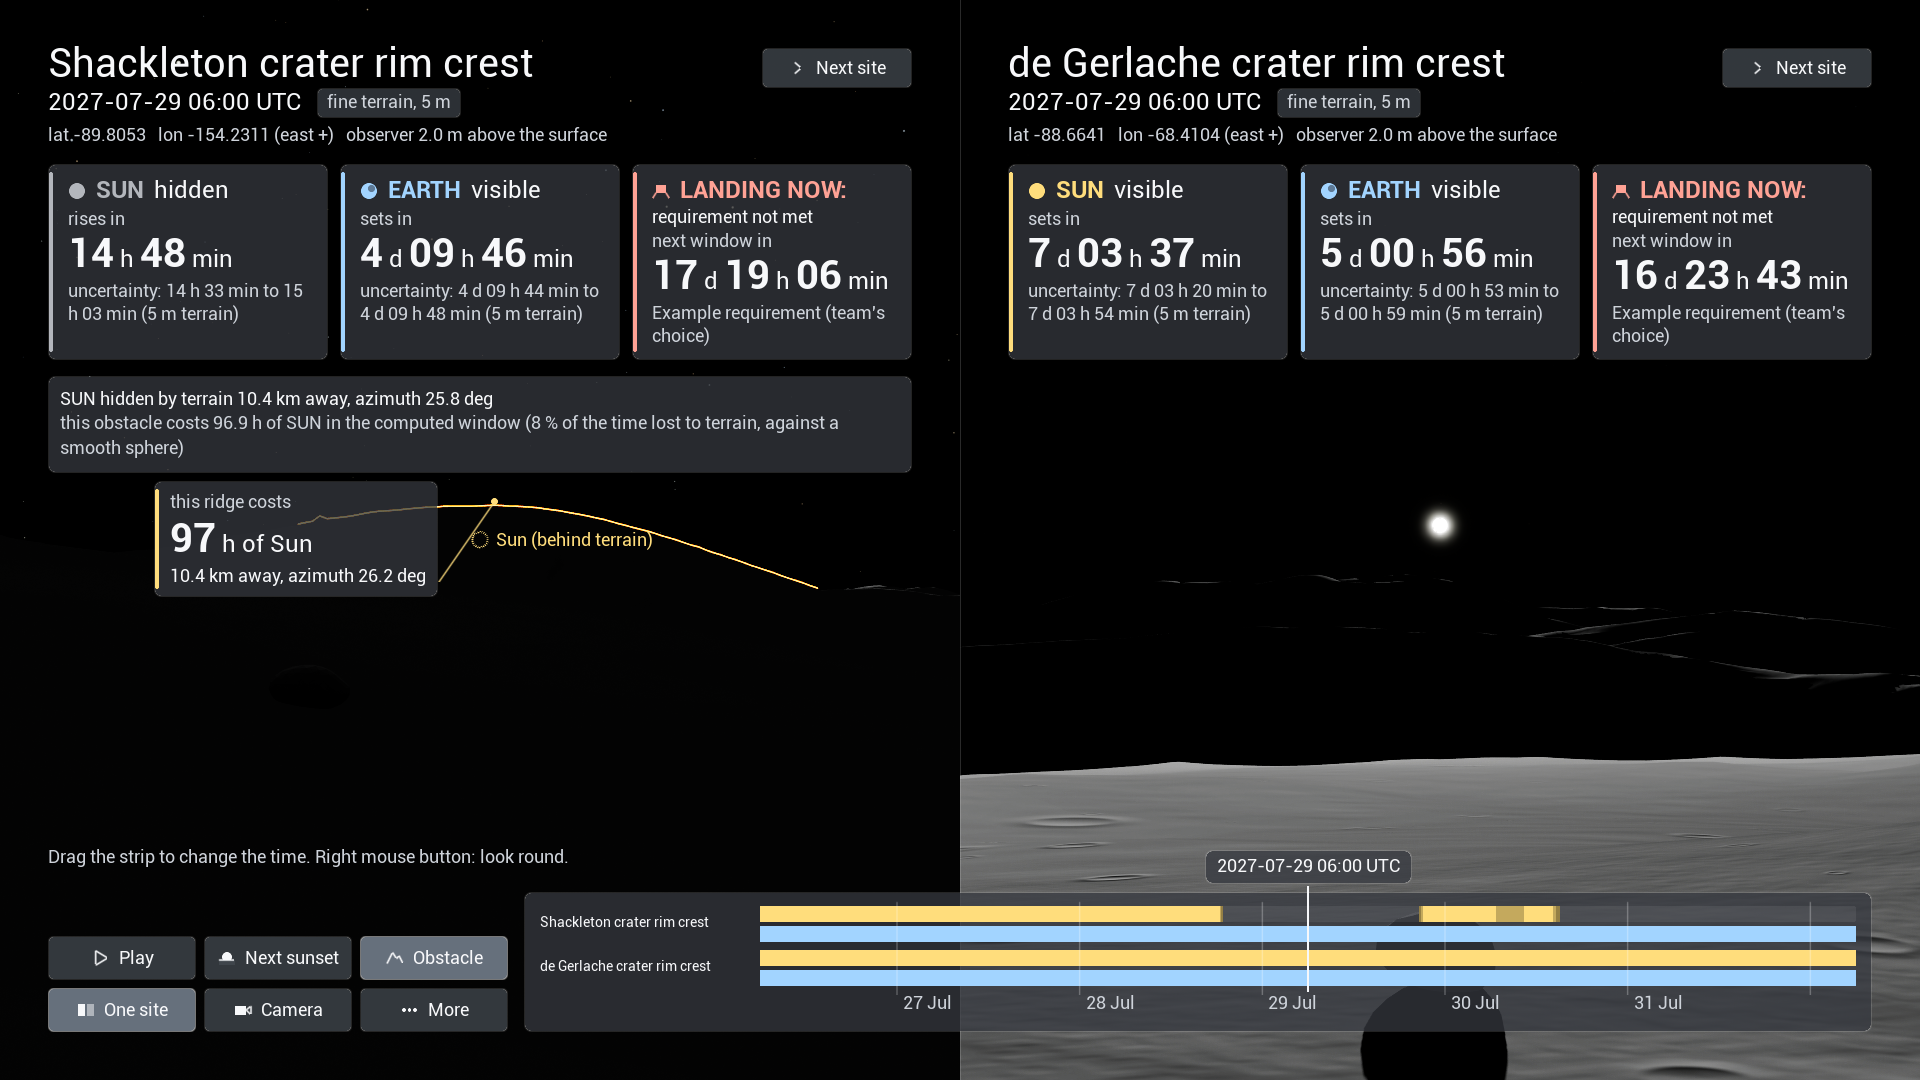 Shackleton crater rim crest
Next site
2027-07-29 06:00 UTC
fine terrain, 5 m
lat -89.8053 lon -154.2311 (east +) observer 2.0 m above the surface
SUN hidden
rises in
14 h 48 min
uncertainty: 14 h 33 min to 15
h 03 min (5 m terrain)
EARTH visible
sets in
4 d 09 h 46 min
uncertainty: 4 d 09 h 44 min to
4 d 09 h 48 min (5 m terrain)
LANDING NOW:
requirement not met
next window in
17 d 19 h 06 min
Example requirement (team's
choice)
SUN hidden by terrain 10.4 km away, azimuth 25.8 deg
this obstacle costs 96.9 h of SUN in the computed window (8 % of the time lost to terrain, against a
smooth sphere)
this ridge costs
97 h of Sun
10.4 km away, azimuth 26.2 deg
Sun (behind terrain)
de Gerlache crater rim crest
Next site
2027-07-29 06:00 UTC
fine terrain, 5 m
lat -88.6641 lon -68.4104 (east +) observer 2.0 m above the surface
SUN visible
sets in
7 d 03 h 37 min
uncertainty: 7 d 03 h 20 min to
7 d 03 h 54 min (5 m terrain)
EARTH visible
sets in
5 d 00 h 56 min
uncertainty: 5 d 00 h 53 min to
5 d 00 h 59 min (5 m terrain)
LANDING NOW:
requirement not met
next window in
16 d 23 h 43 min
Example requirement (team's
choice)
Drag the strip to change the time. Right mouse button: look round.
Play
Next sunset
Obstacle
One site
Camera
More
2027-07-29 06:00 UTC
Shackleton crater rim crest
de Gerlache crater rim crest
27 Jul
28 Jul
29 Jul
30 Jul
31 Jul